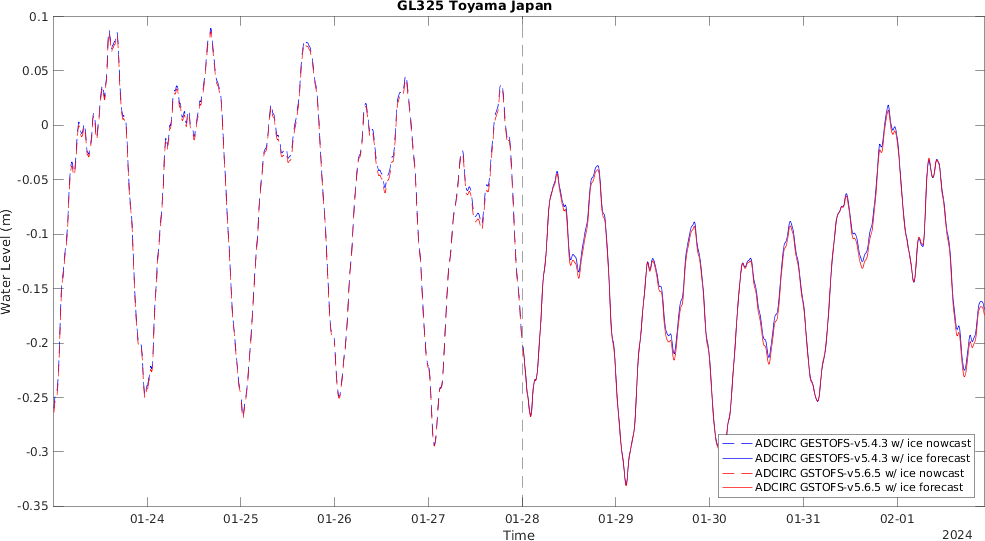 GL325 Toyama Japan
0.1
0.05
0
-0.05
-0.1
-0.15
-0.2
-0.25
-0.3
-0.35
Water Level (m)
ADCIRC GESTOFS-v5.4.3 w/ ice nowcast
ADCIRC GESTOFS-v5.4.3 w/ ice forecast
ADCIRC GSTOFS-v5.6.5 w/ ice nowcast
ADCIRC GSTOFS-v5.6.5 w/ ice forecast
01-24 01-25 01-26 01-27 01-28 01-29 01-30 01-31 02-01
Time
2024